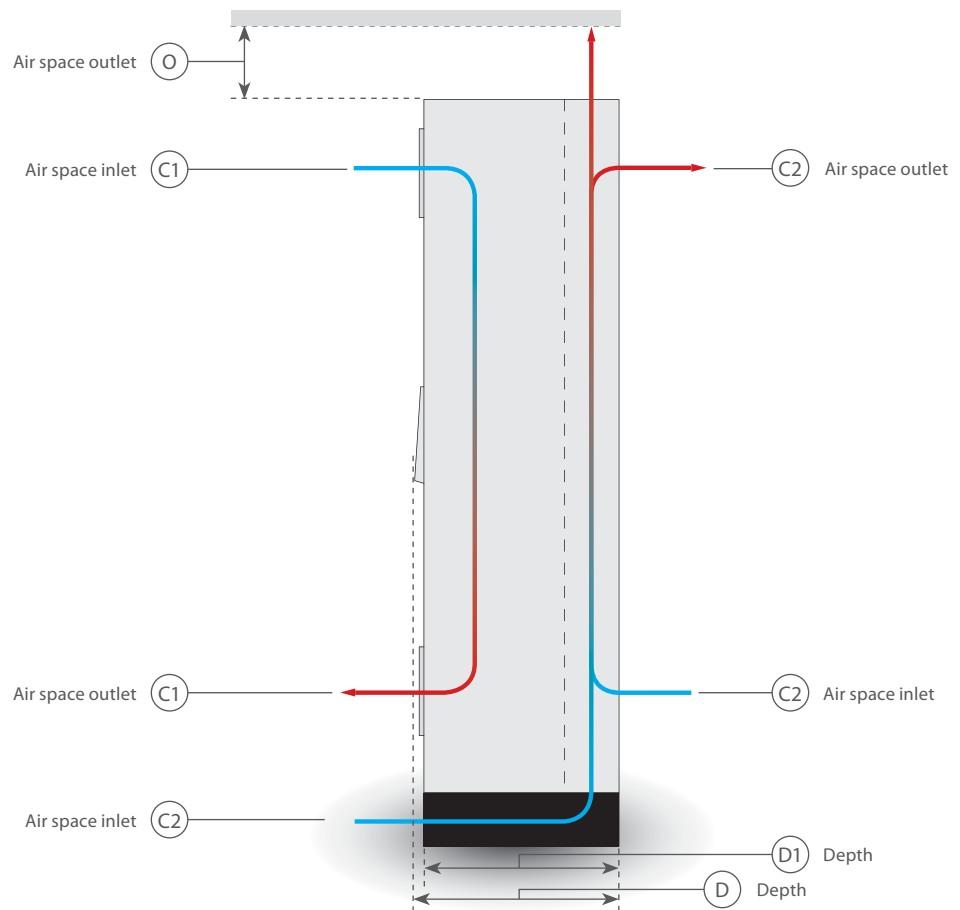 Air space outlet O
Air space inlet C1
C2 Air space outlet
Air space outlet C1
C2 Air space inlet
Air space inlet C2
D1 Depth
D Depth